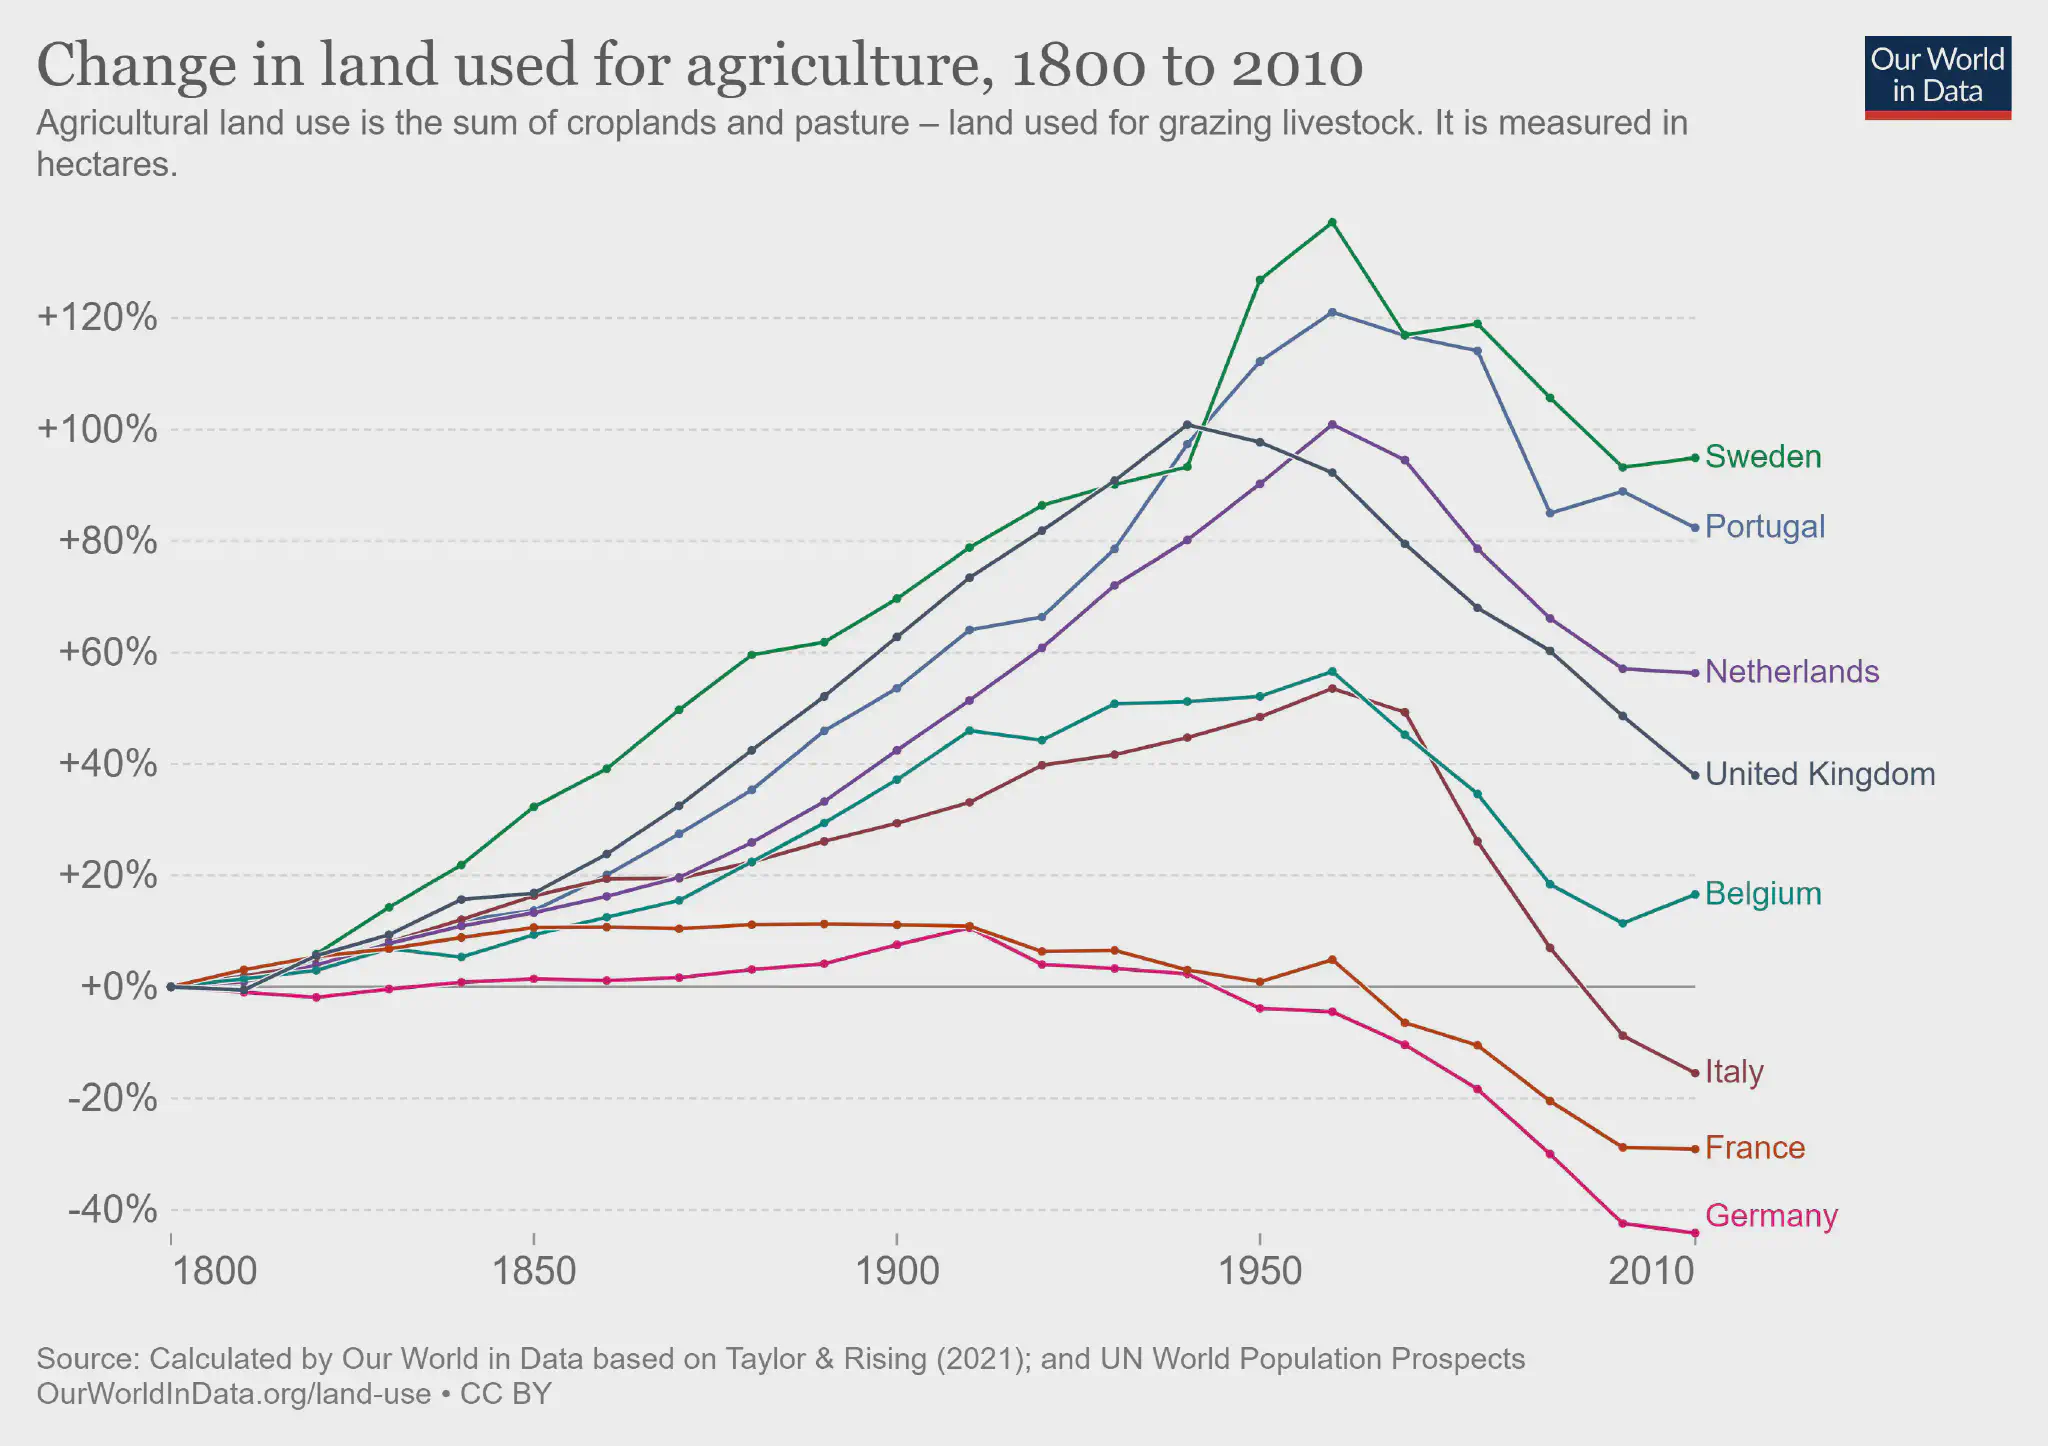 Change in land used for agriculture, 1800 to 2010
Our World
in Data
Agricultural land use is the sum of croplands and pasture – land used for grazing livestock. It is measured in
hectares.
+120%
+100%
+80%
+60%
+40%
+20%
+0%
-20%
-40%
Sweden
Portugal
Netherlands
United Kingdom
Belgium
Italy
France
Germany
1800
1850
1900
1950
2010
Source: Calculated by Our World in Data based on Taylor & Rising (2021); and UN World Population Prospects
OurWorldInData.org/land-use • CC BY